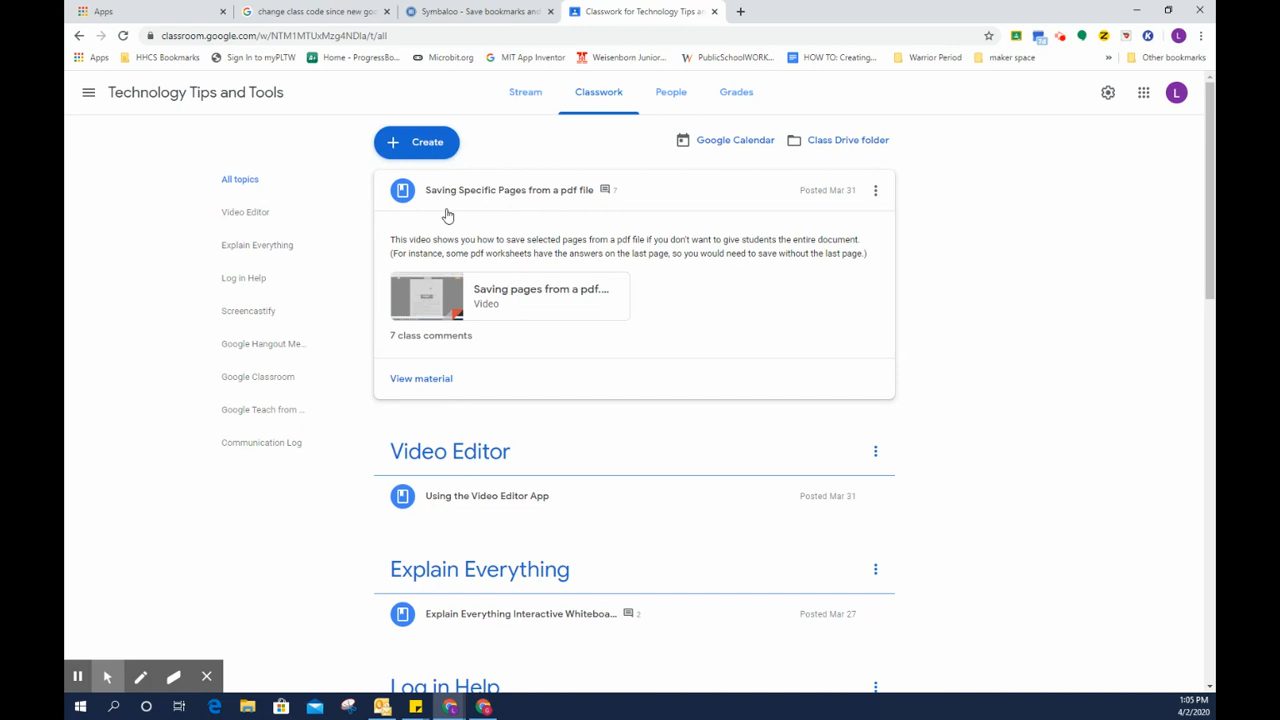 Apps
change class code since new goo
Symbaloo - Save bookmarks and
Classwork for Technology Tips an
classroom.google.com/w/NTM1MTUxMzg4NDIa/t/all
Apps
HHCS Bookmarks
Sign In to myPLTW
Home - ProgressBo...
Microbit.org
MIT App Inventor
Weisenborn Junior...
PublicSchoolWORK...
HOW TO: Creating...
Warrior Period
maker space
»
Other bookmarks
Technology Tips and Tools
Stream
Classwork
People
Grades
L
+ Create
Google Calendar
Class Drive folder
All topics
Video Editor
Explain Everything
Log in Help
Screencastify
Google Hangout Me...
Google Classroom
Google Teach from ...
Communication Log
Saving Specific Pages from a pdf file 7
Posted Mar 31
This video shows you how to save selected pages from a pdf file if you don't want to give students the entire document.
(For instance, some pdf worksheets have the answers on the last page, so you would need to save without the last page.)
Saving pages from a pdf....
Video
7 class comments
View material
Video Editor
Using the Video Editor App
Posted Mar 31
Explain Everything
Explain Everything Interactive Whiteboa... 2
Posted Mar 27
Log in Help
1:05 PM
4/2/2020